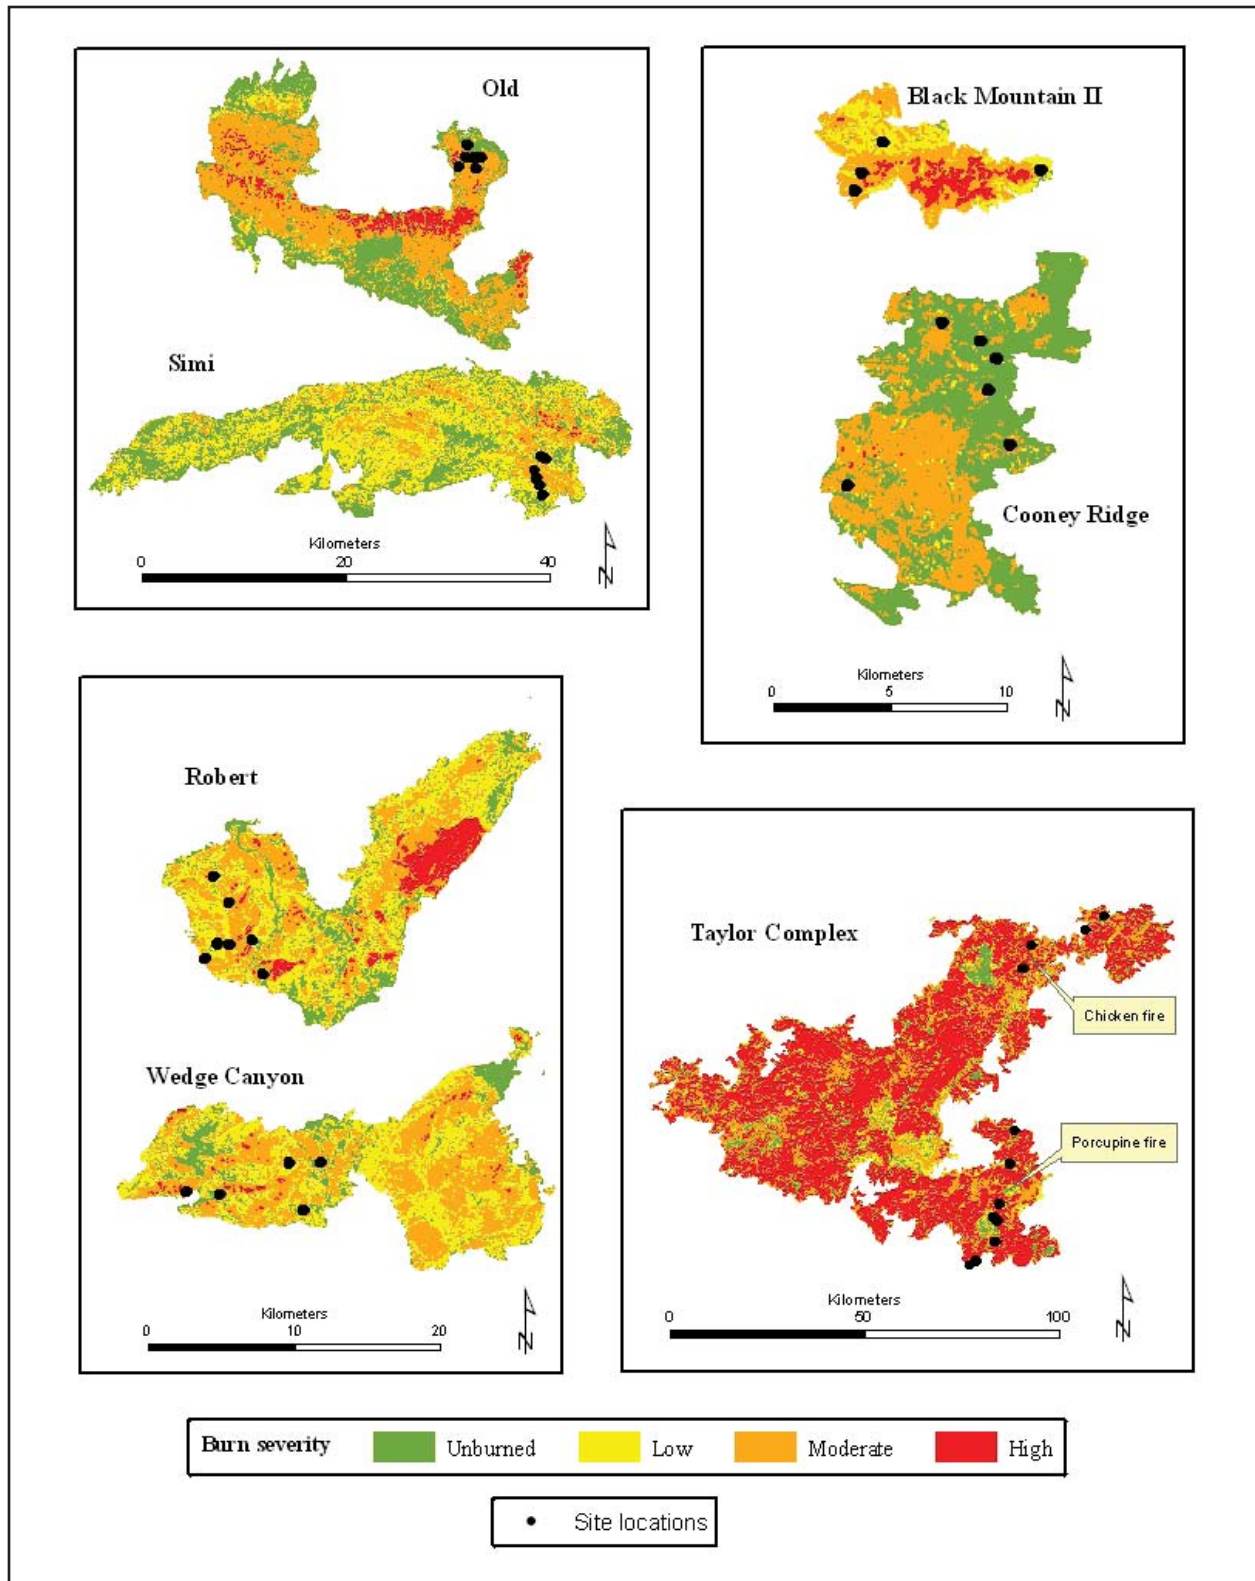 Old
Simi
Kilometers
0 20 40
N
Black Mountain II
Cooney Ridge
Kilometers
0 5 10
N
Robert
Wedge Canyon
Kilometers
0 10 20
N
Taylor Complex
Chicken fire
Porcupine fire
Kilometers
0 50 100
N
Burn severity Unburned Low Moderate High
Site locations